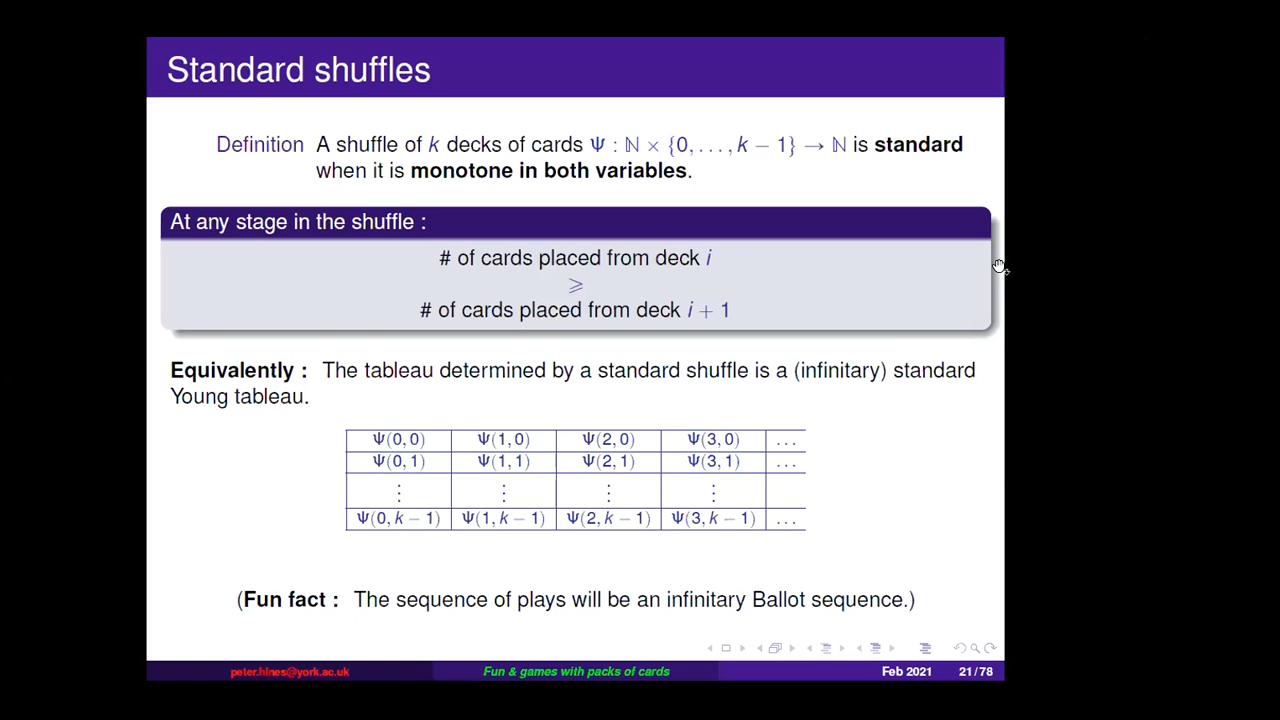 Standard shuffles
Definition A shuffle of k decks of cards Ψ : ℕ × {0, . . . , k − 1} → ℕ is standard
when it is monotone in both variables.
At any stage in the shuffle :
# of cards placed from deck i
⩾
# of cards placed from deck i + 1
Equivalently : The tableau determined by a standard shuffle is a (infinitary) standard
Young tableau.
Ψ(0, 0) Ψ(1, 0) Ψ(2, 0) Ψ(3, 0) . . .
Ψ(0, 1) Ψ(1, 1) Ψ(2, 1) Ψ(3, 1) . . .
⋮ ⋮ ⋮ ⋮
Ψ(0, k − 1) Ψ(1, k − 1) Ψ(2, k − 1) Ψ(3, k − 1) . . .
(Fun fact : The sequence of plays will be an infinitary Ballot sequence.)
peter.hines@york.ac.uk Fun & games with packs of cards Feb 2021 21 / 78